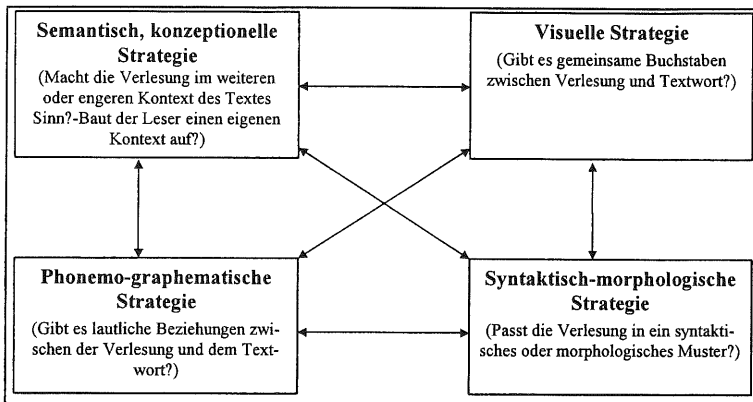 Semantisch, konzeptionelle
Strategie
(Macht die Verlesung im weiteren
oder engeren Kontext des Textes
Sinn?-Baut der Leser einen eigenen
Kontext auf?)
Visuelle Strategie
(Gibt es gemeinsame Buchstaben
zwischen Verlesung und Textwort?)
Phonemo-graphematische
Strategie
(Gibt es lautliche Beziehungen zwi-
schen der Verlesung und dem Text-
wort?)
Syntaktisch-morphologische
Strategie
(Passt die Verlesung in ein syntakti-
sches oder morphologisches Muster?)